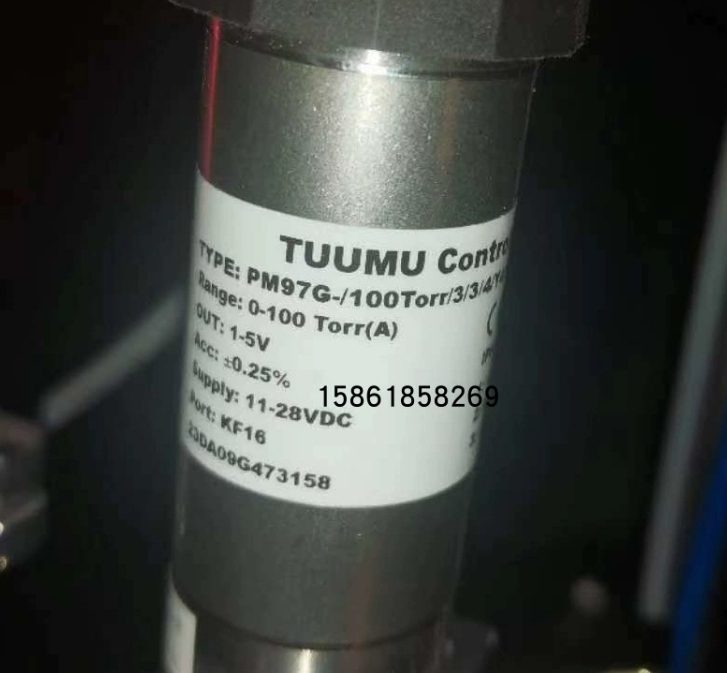 TUUMU Contro
TYPE: PM97G-/100Torr/3/3/4/
Range: 0-100 Torr(A)
OUT: 1-5V
Acc: ±0.25%
Supply: 11-28VDC
Port: KF16
23DA09G473158
15861858269